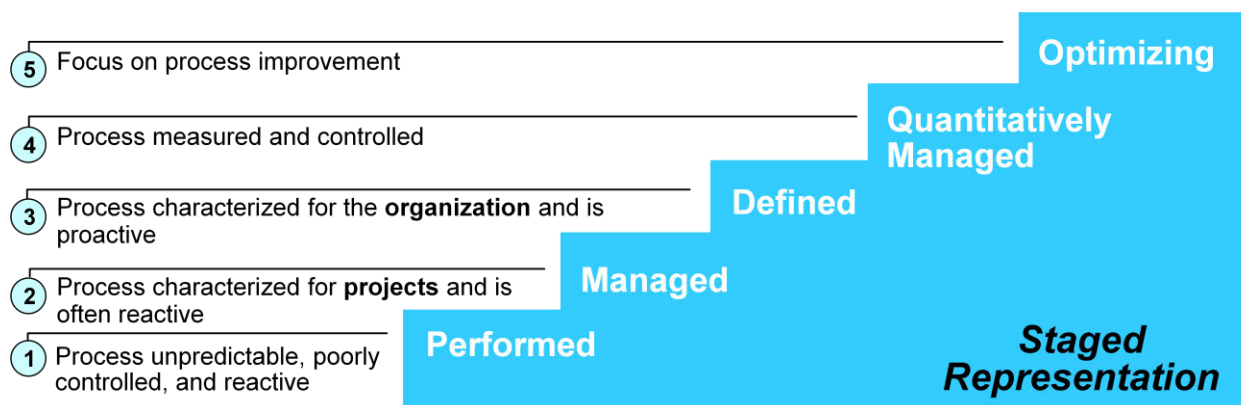 5 Focus on process improvement
Optimizing
4 Process measured and controlled
Quantitatively
Managed
3 Process characterized for the organization and is
proactive
Defined
2 Process characterized for projects and is
often reactive
Managed
1 Process unpredictable, poorly
controlled, and reactive
Performed
Staged
Representation